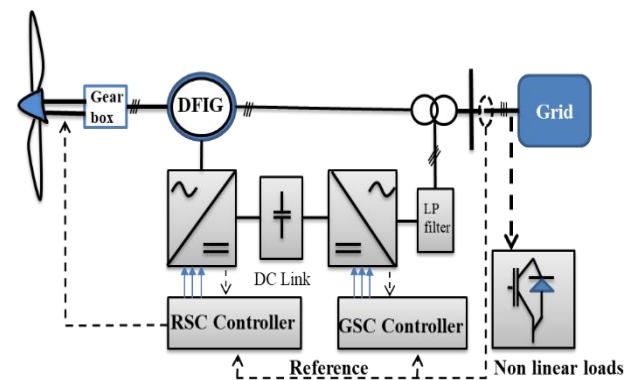 Gear
box
DFIG
Grid
LP
filter
DC Link
RSC Controller
GSC Controller
Reference
Non linear loads